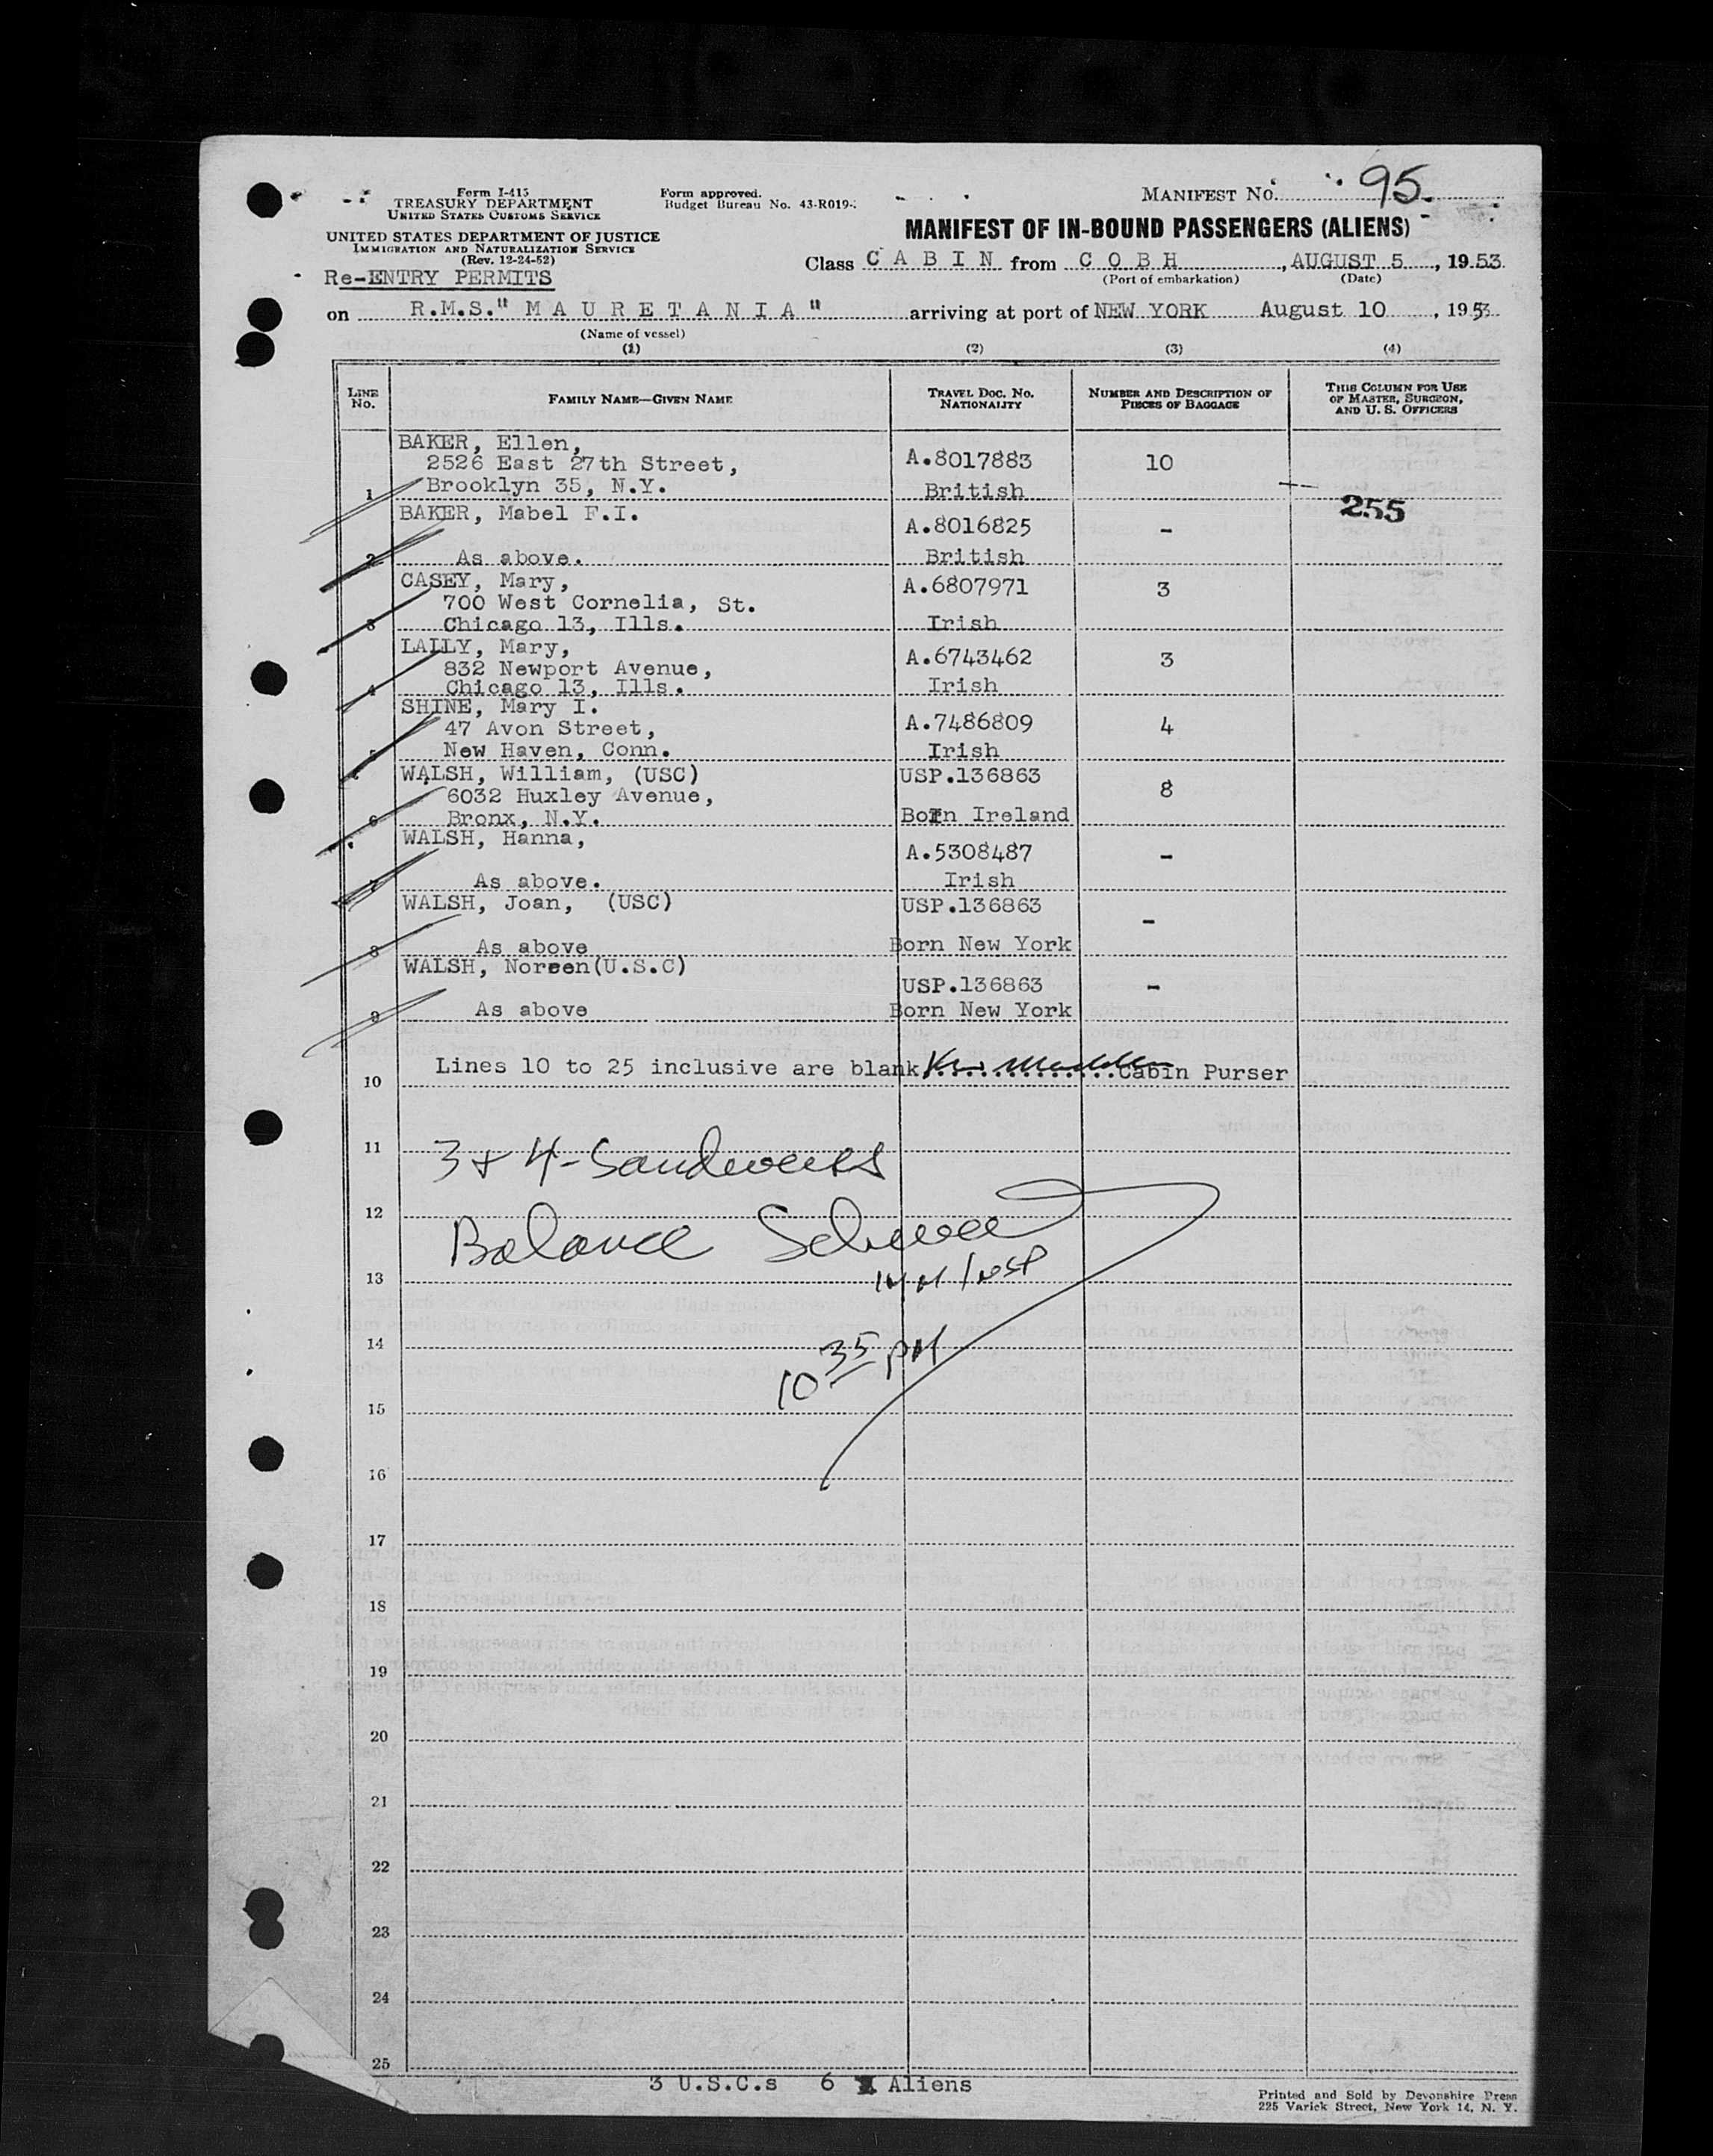 Form I-415
TREASURY DEPARTMENT
UNITED STATES CUSTOMS SERVICE
UNITED STATES DEPARTMENT OF JUSTICE
IMMIGRATION AND NATURALIZATION SERVICE
(Rev. 12-24-52)
Re-ENTRY PERMITS
Form approved.
Budget Bureau No. 43-R019-
MANIFEST NO. 95
MANIFEST OF IN-BOUND PASSENGERS (ALIENS)
Class C A B I N from C O B H, AUGUST 5, 1953
(Port of embarkation) (Date)
on R.M.S." M A U R E T A N I A " arriving at port of NEW YORK August 10, 1953
(Name of vessel)
(1) (2) (3) (4)
LINE NO. FAMILY NAME—GIVEN NAME TRAVEL DOC. NO. NATIONALITY NUMBER AND DESCRIPTION OF PIECES OF BAGGAGE THIS COLUMN FOR USE OF MASTER, SURGEON, AND U. S. OFFICERS
BAKER, Ellen,
2526 East 27th Street, A.8017883 10
1 Brooklyn 35, N.Y. British
255
BAKER, Mabel F.I. A.8016825 -
2 As above. British
CASEY, Mary, A.6807971 3
700 West Cornelia, St.
3 Chicago 13, Ills. Irish
LALLY, Mary, A.6743462 3
832 Newport Avenue,
4 Chicago 13, Ills. Irish
SHINE, Mary I.
47 Avon Street, A.7486809 4
5 New Haven, Conn. Irish
WALSH, William, (USC) USP.136863 8
6032 Huxley Avenue,
6 Bronx, N.Y. Born Ireland
WALSH, Hanna, A.5308487 -
7 As above. Irish
WALSH, Joan, (USC) USP.136863 -
8 As above Born New York
WALSH, Noreen(U.S.C) USP.136863 -
9 As above Born New York
Lines 10 to 25 inclusive are blank Cabin Purser
10
11 3 & 4-
12
Balance
13
14
10 35 PM
15
16
17
18
19
20
21
22
23
24
25
3 U.S.C.s 6 Aliens
Printed and Sold by Devonshire Press
225 Varick Street, New York 14, N. Y.